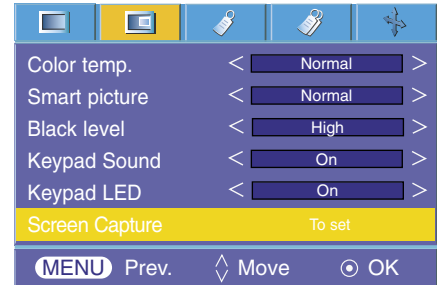 Color temp. < Normal >
Smart picture < Normal >
Black level < High >
Keypad Sound < On >
Keypad LED < On >
Screen Capture To set
MENU Prev. Move OK